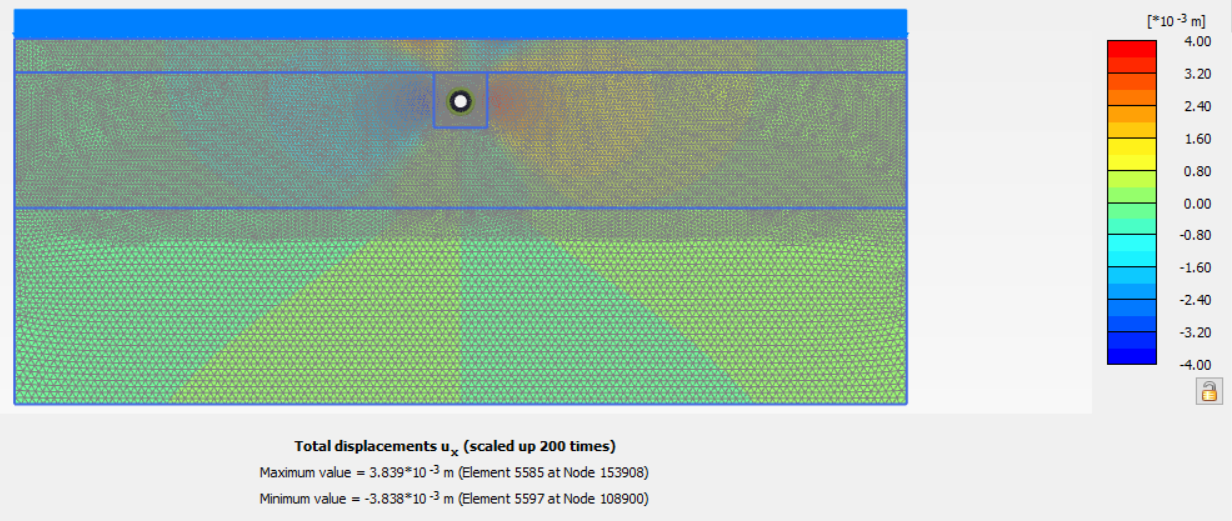 [*10 -3 m]
4.00
3.20
2.40
1.60
0.80
0.00
-0.80
-1.60
-2.40
-3.20
-4.00
Total displacements ux (scaled up 200 times)
Maximum value = 3.839*10 -3 m (Element 5585 at Node 153908)
Minimum value = -3.838*10 -3 m (Element 5597 at Node 108900)